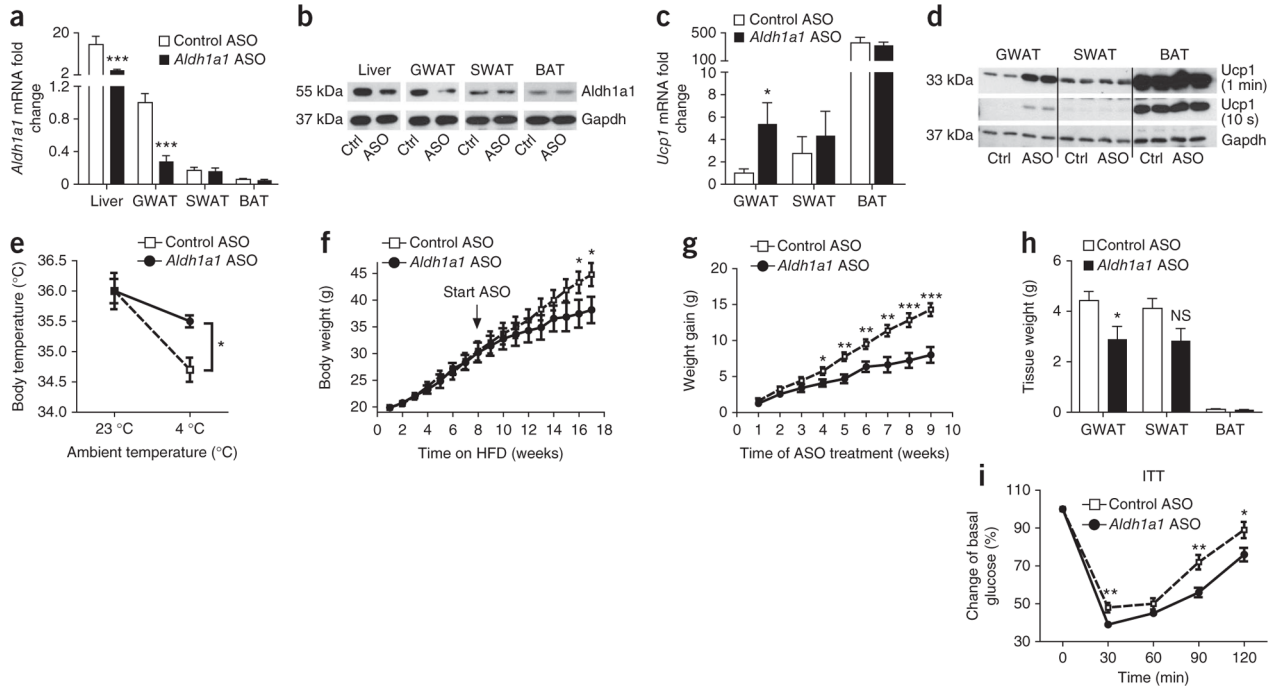 a
Control ASO
Aldh1a1 ASO
Aldh1a1 mRNA fold
change
20
2
1.2
0.8
0.4
0
***
***
Liver GWAT SWAT BAT
b
Liver GWAT SWAT BAT
55 kDa
Aldh1a1
37 kDa
Gapdh
Ctrl ASO Ctrl ASO Ctrl ASO Ctrl ASO
c
Control ASO
Aldh1a1 ASO
Ucp1 mRNA fold
change
500
100
10
8
6
4
2
0
*
GWAT SWAT BAT
d
GWAT SWAT BAT
33 kDa
Ucp1
(1 min)
Ucp1
(10 s)
37 kDa
Gapdh
Ctrl ASO Ctrl ASO Ctrl ASO
e
Control ASO
Aldh1a1 ASO
Body temperature (°C)
36.5
36.0
35.5
35.0
34.5
34.0
*
23 °C 4 °C
Ambient temperature (°C)
f
Control ASO
Aldh1a1 ASO
Body weight (g)
45
40
35
30
25
20
Start ASO
* *
0 2 4 6 8 10 12 14 16 18
Time on HFD (weeks)
g
Control ASO
Aldh1a1 ASO
Weight gain (g)
20
15
10
5
0
* ** ** ** *** ***
0 1 2 3 4 5 6 7 8 9 10
Time of ASO treatment (weeks)
h
Control ASO
Aldh1a1 ASO
Tissue weight (g)
6
4
2
0
* NS
GWAT SWAT BAT
i
ITT
Control ASO
Aldh1a1 ASO
Change of basal
glucose (%)
110
90
70
50
30
** ** *
0 30 60 90 120
Time (min)